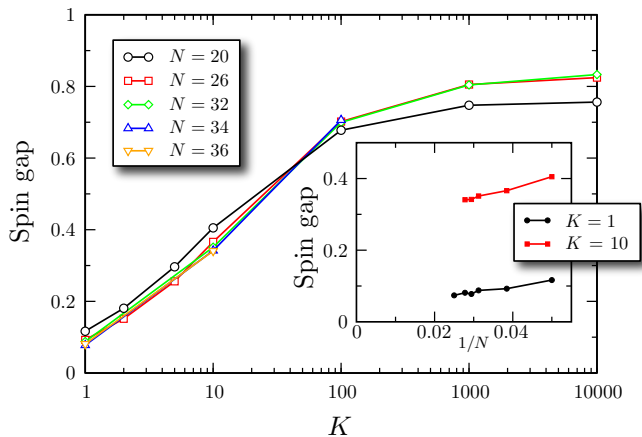 Spin gap
1
0.8
0.6
0.4
0.2
0
N = 20
N = 26
N = 32
N = 34
N = 36
1
10
100
1000
10000
K
Spin gap
0.4
0.2
0
0
0.02
0.04
1/N
K = 1
K = 10